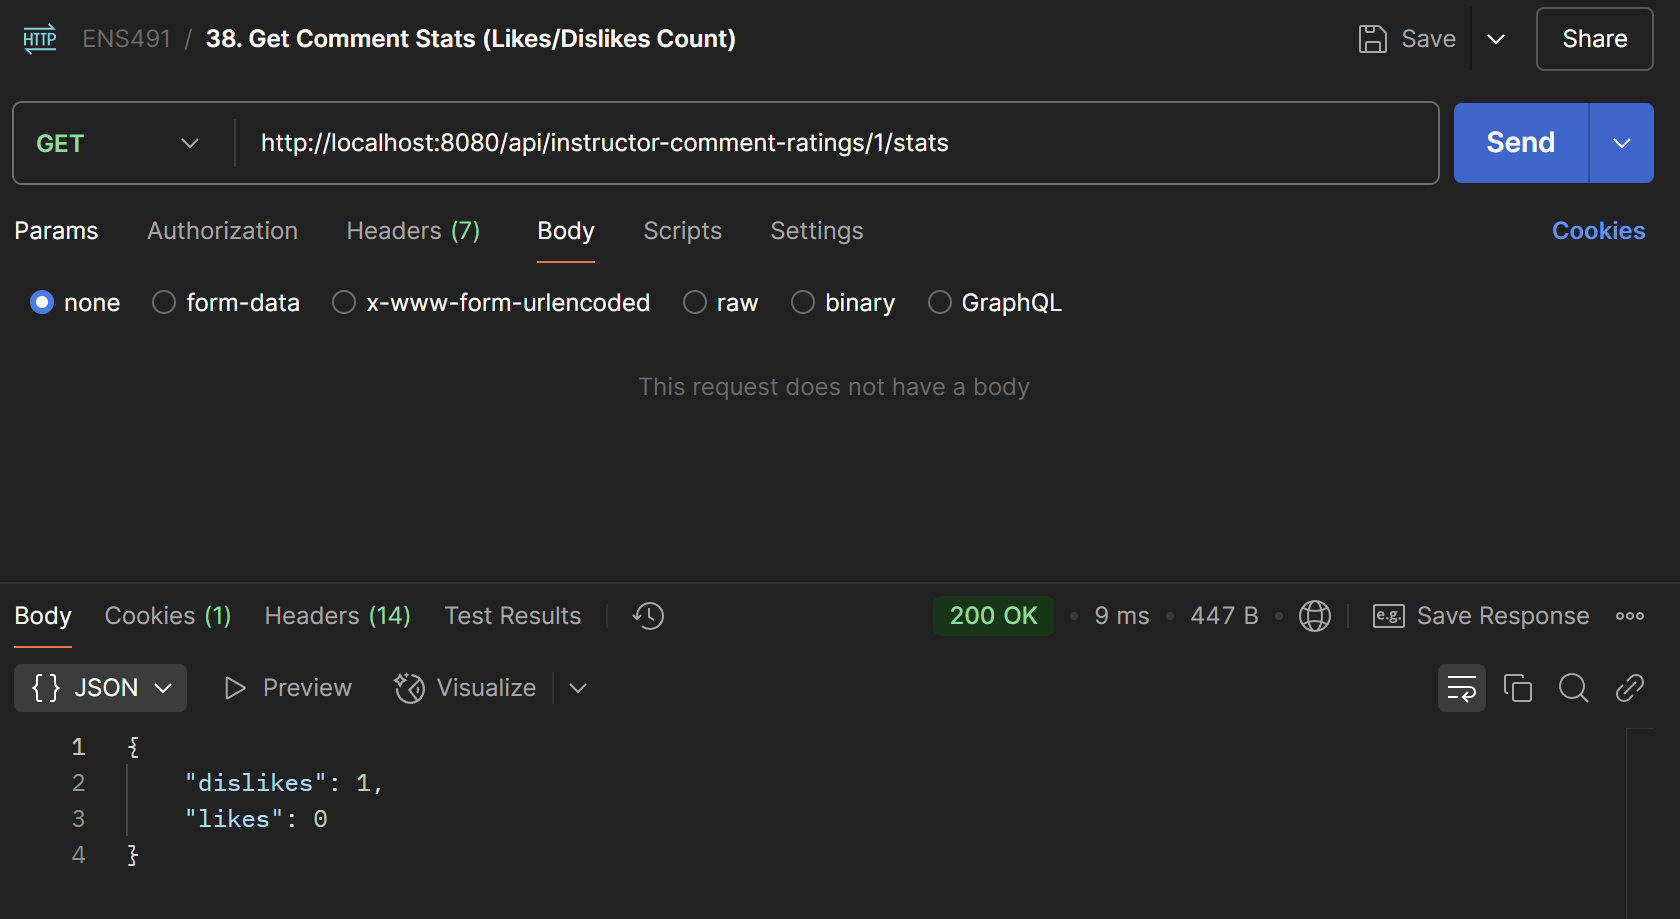 HTTP ENS491 / 38. Get Comment Stats (Likes/Dislikes Count) Save Share
GET http://localhost:8080/api/instructor-comment-ratings/1/stats Send
Params Authorization Headers (7) Body Scripts Settings Cookies
none form-data x-www-form-urlencoded raw binary GraphQL
This request does not have a body
Body Cookies (1) Headers (14) Test Results 200 OK • 9 ms • 447 B • e.g. Save Response
{ } JSON Preview Visualize
1 {
2 "dislikes": 1,
3 "likes": 0
4 }